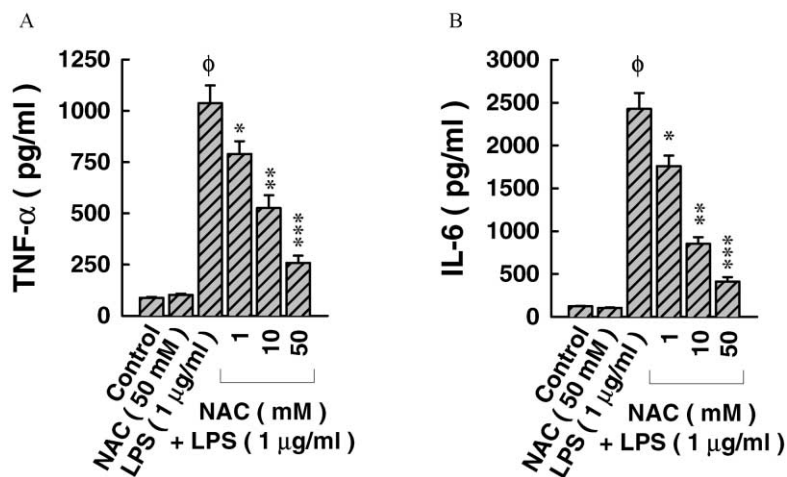 A
TNF-α ( pg/ml )
1250
1000
750
500
250
0
ϕ
*
**
***
Control
NAC ( 50 mM )
LPS ( 1 µg/ml )
1
10
50
NAC ( mM )
+ LPS ( 1 µg/ml )
B
IL-6 ( pg/ml )
3000
2500
2000
1500
1000
500
0
ϕ
*
**
***
Control
NAC ( 50 mM )
LPS ( 1 µg/ml )
1
10
50
NAC ( mM )
+ LPS ( 1 µg/ml )